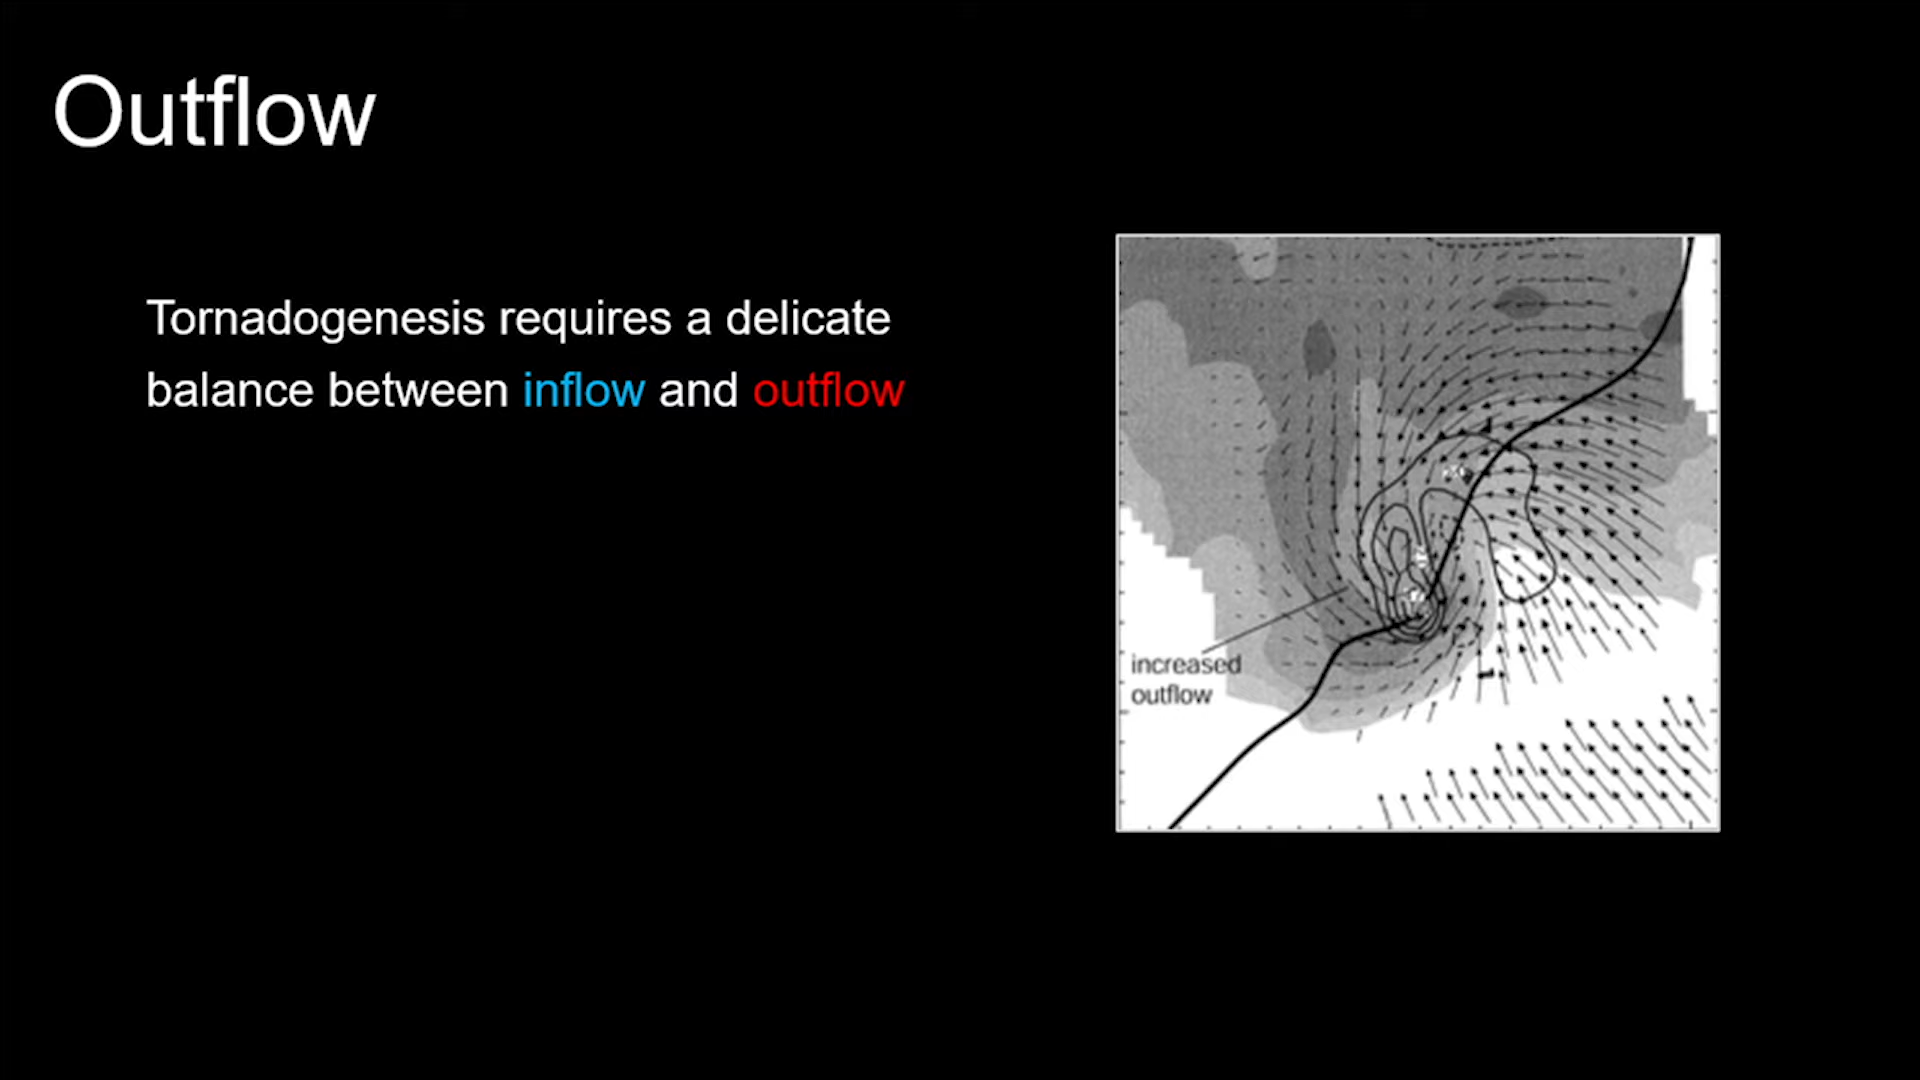 Outflow
Tornadogenesis requires a delicate
balance between inflow and outflow
increased
outflow